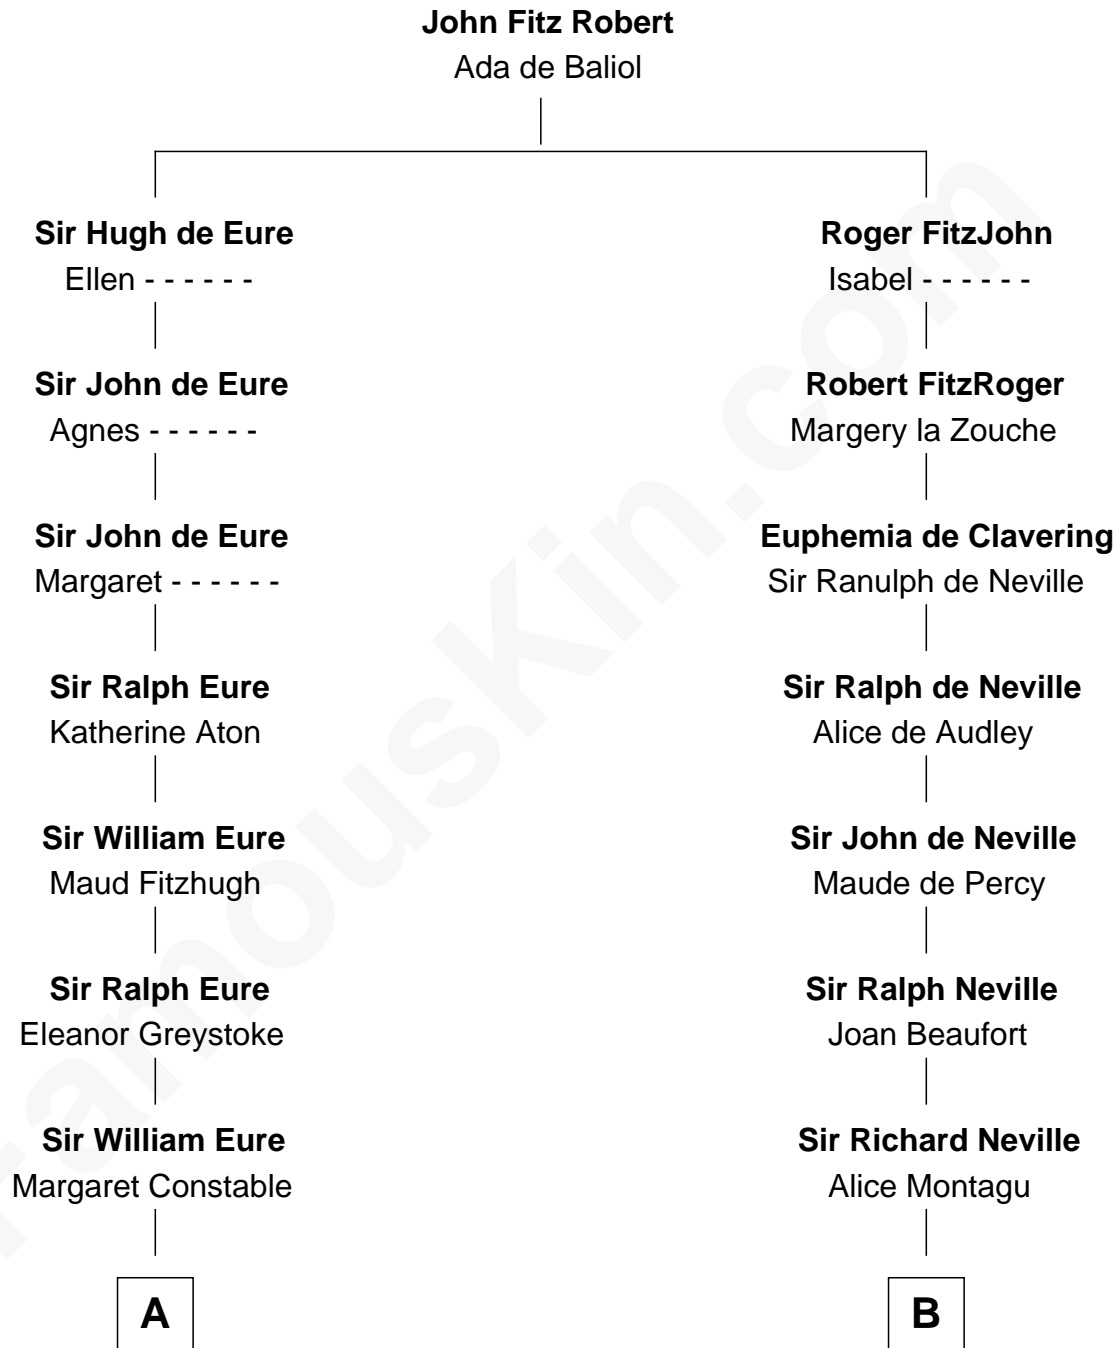 John Fitz Robert
Ada de Baliol
Sir Hugh de Eure
Ellen - - - - - -
Roger FitzJohn
Isabel - - - - - -
Sir John de Eure
Agnes - - - - - -
Robert FitzRoger
Margery la Zouche
Sir John de Eure
Margaret - - - - - -
Euphemia de Clavering
Sir Ranulph de Neville
Sir Ralph Eure
Katherine Aton
Sir Ralph de Neville
Alice de Audley
Sir William Eure
Maud Fitzhugh
Sir John de Neville
Maude de Percy
Sir Ralph Eure
Eleanor Greystoke
Sir Ralph Neville
Joan Beaufort
Sir William Eure
Margaret Constable
Sir Richard Neville
Alice Montagu
A
B
FamousKin.com